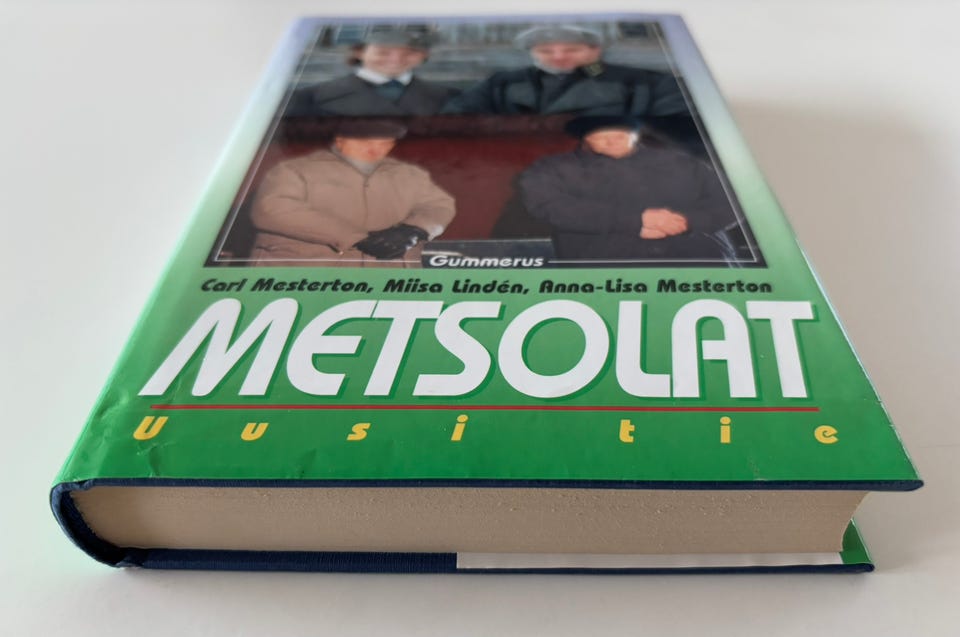 Gummerus
Carl Mesterton, Miisa Lindén, Anna-Lisa Mesterton
METSOLAT
Uusi tie